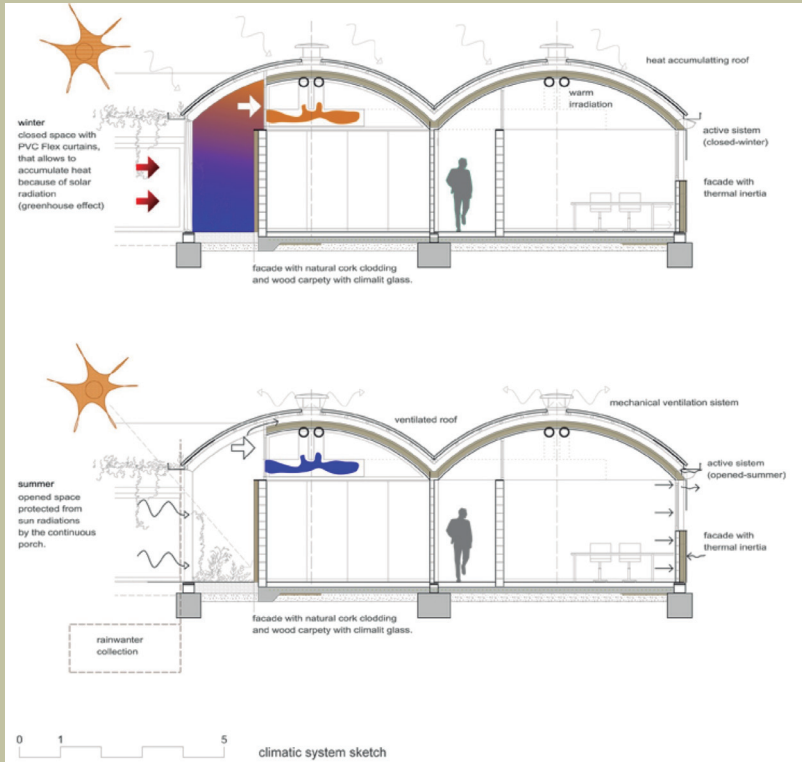 heat accumulatting roof
warm
irradiation
winter
closed space with
PVC Flex curtains,
that allows to
accumulate heat
because of solar
radiation
(greenhouse effect)
active sistem
(closed-winter)
facade with
thermal inertia
facade with natural cork clodding
and wood carpety with climalit glass.
mechanical ventilation sistem
ventilated roof
summer
opened space
protected from
sun radiations
by the continuous
porch.
active sistem
(opened-summer)
facade with
thermal inertia
facade with natural cork clodding
and wood carpety with climalit glass.
rainwanter
collection
0 1 5
climatic system sketch